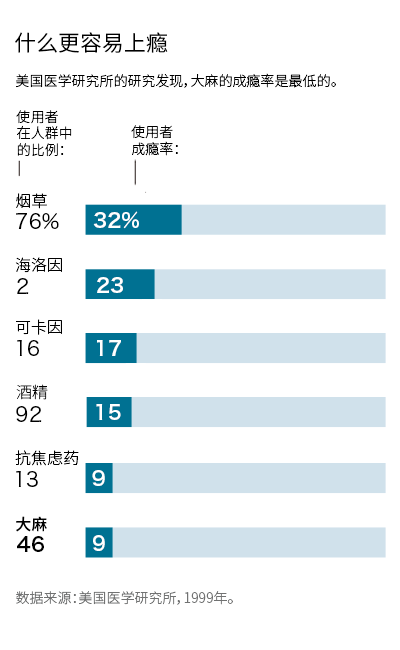 什么更容易上瘾
美国医学研究所的研究发现，大麻的成瘾率是最低的。
使用者
在人群中
的比例：
使用者
成瘾率：
烟草
76%
32%
海洛因
2
23
可卡因
16
17
酒精
92
15
抗焦虑药
13
9
大麻
46
9
数据来源：美国医学研究所，1999年。